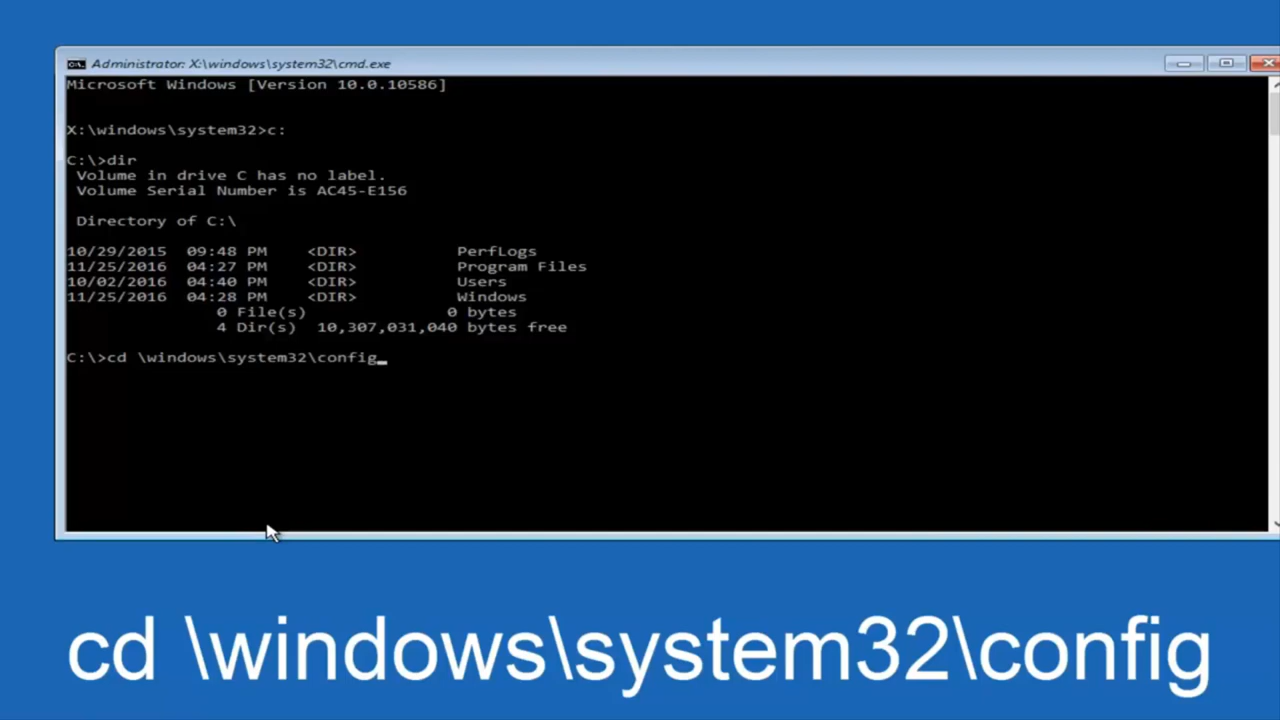 Administrator: X:\windows\system32\cmd.exe
Microsoft Windows [Version 10.0.10586]
X:\windows\system32>c:
C:\>dir
Volume in drive C has no label.
Volume Serial Number is AC45-E156
Directory of C:\
10/29/2015 09:48 PM <DIR> PerfLogs
11/25/2016 04:27 PM <DIR> Program Files
10/02/2016 04:40 PM <DIR> Users
11/25/2016 04:28 PM <DIR> Windows
0 File(s) 0 bytes
4 Dir(s) 10,307,031,040 bytes free
C:\>cd \windows\system32\config_
cd \windows\system32\config